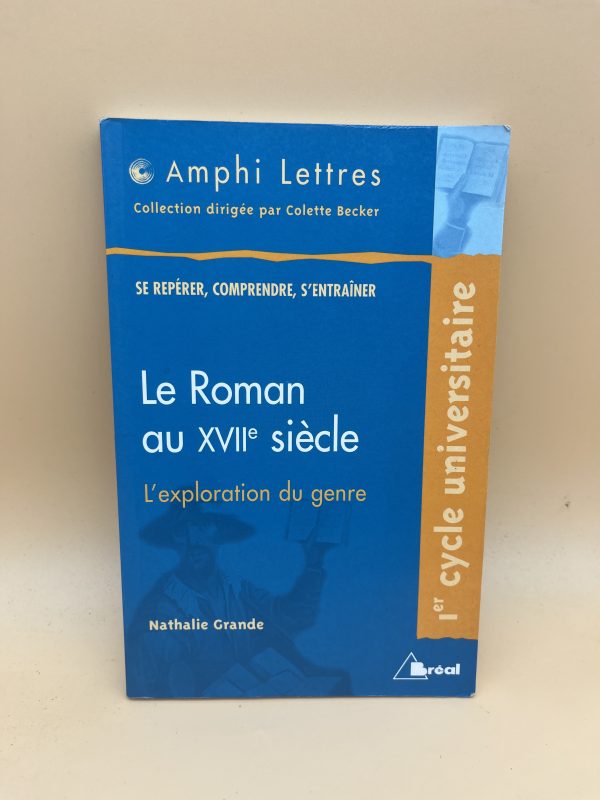 Amphi Lettres
Collection dirigée par Colette Becker
SE REPÉRER, COMPRENDRE, S'ENTRAÎNER
Le Roman
au XVIIe siècle
L'exploration du genre
Nathalie Grande
Ier cycle universitaire
Bréal